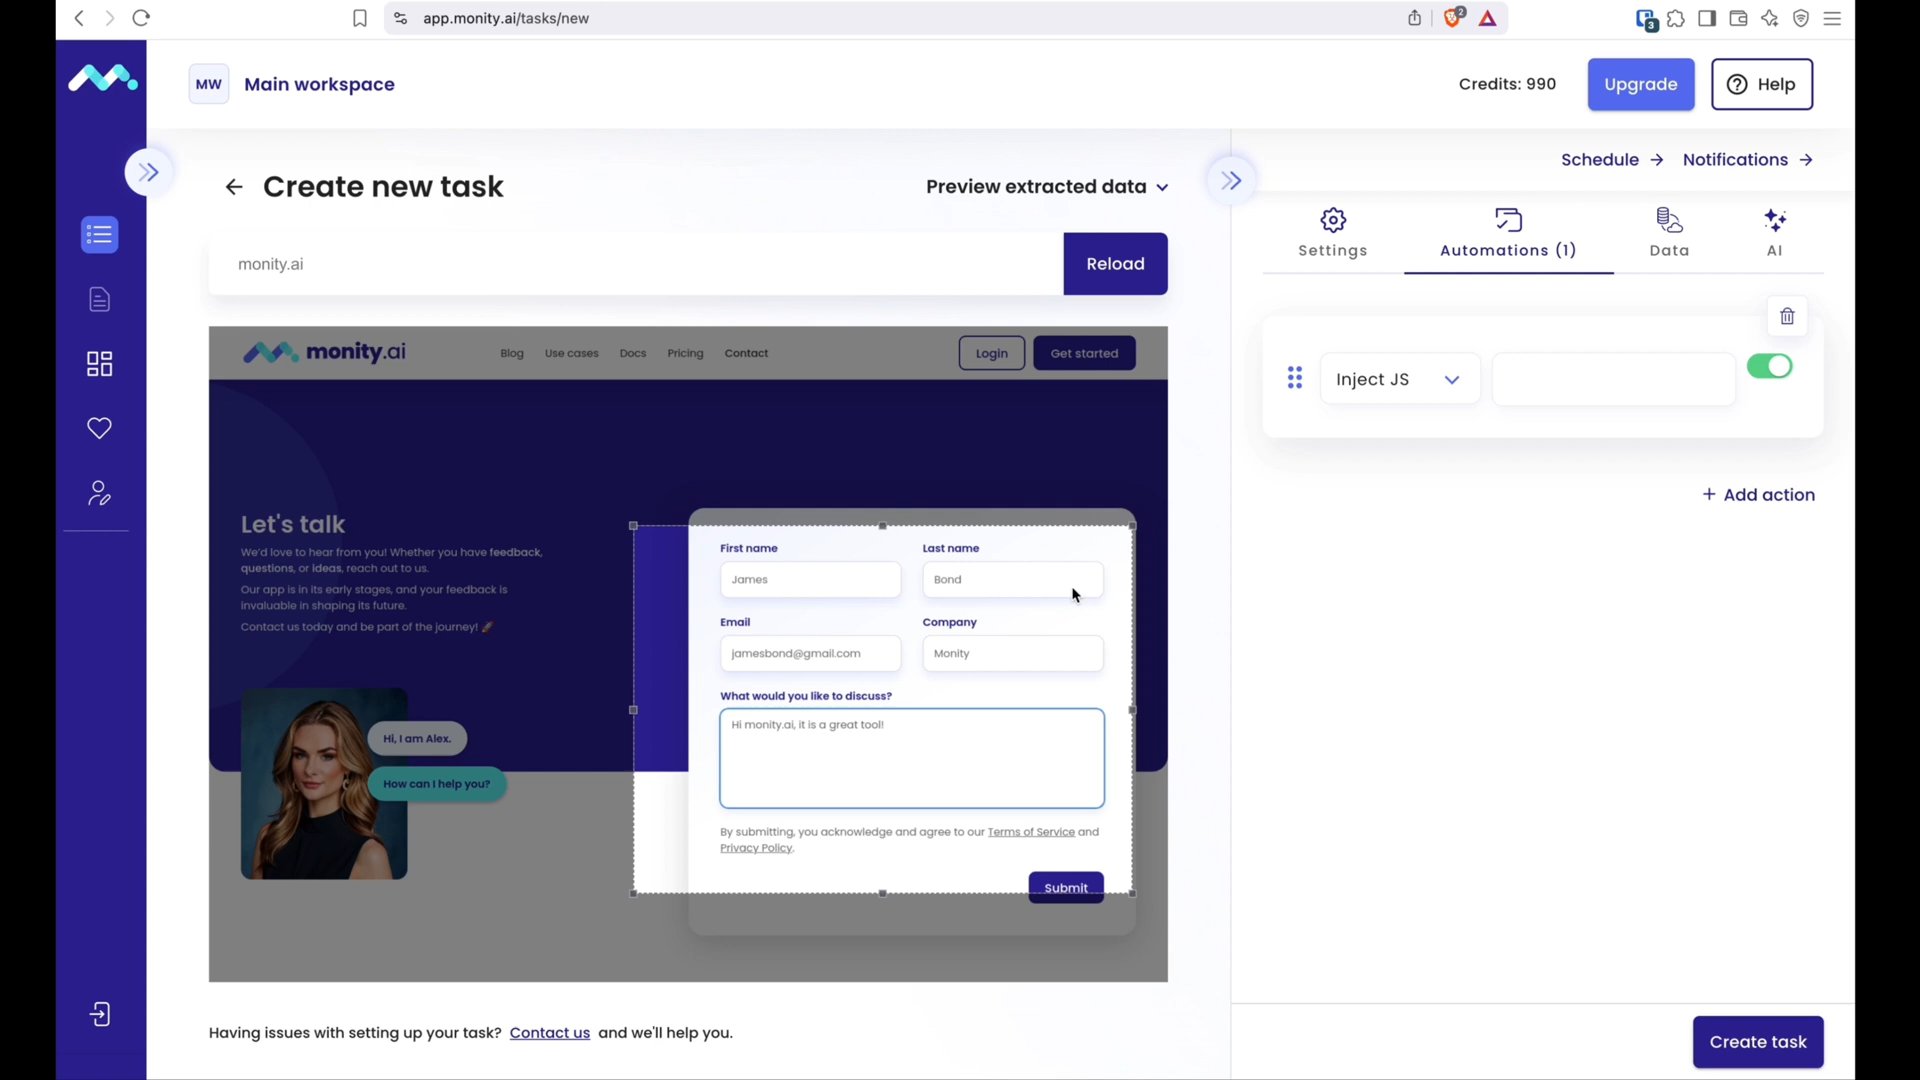 app.monity.ai/tasks/new
2
3
MW
Main workspace
Credits: 990
Upgrade
Help
Schedule
Notifications
Create new task
Preview extracted data
Settings
Automations (1)
Data
AI
monity.ai
Reload
monity.ai
Blog
Use cases
Docs
Pricing
Contact
Login
Get started
Inject JS
+ Add action
Let's talk
We'd love to hear from you! Whether you have feedback,
questions, or ideas, reach out to us.
Our app is in its early stages, and your feedback is
invaluable in shaping its future.
Contact us today and be part of the journey! 🚀
Hi, I am Alex.
How can I help you?
First name
Last name
James
Bond
Email
Company
jamesbond@gmail.com
Monity
What would you like to discuss?
Hi monity.ai, it is a great tool!
By submitting, you acknowledge and agree to our Terms of Service and
Privacy Policy.
Submit
Having issues with setting up your task? Contact us and we'll help you.
Create task